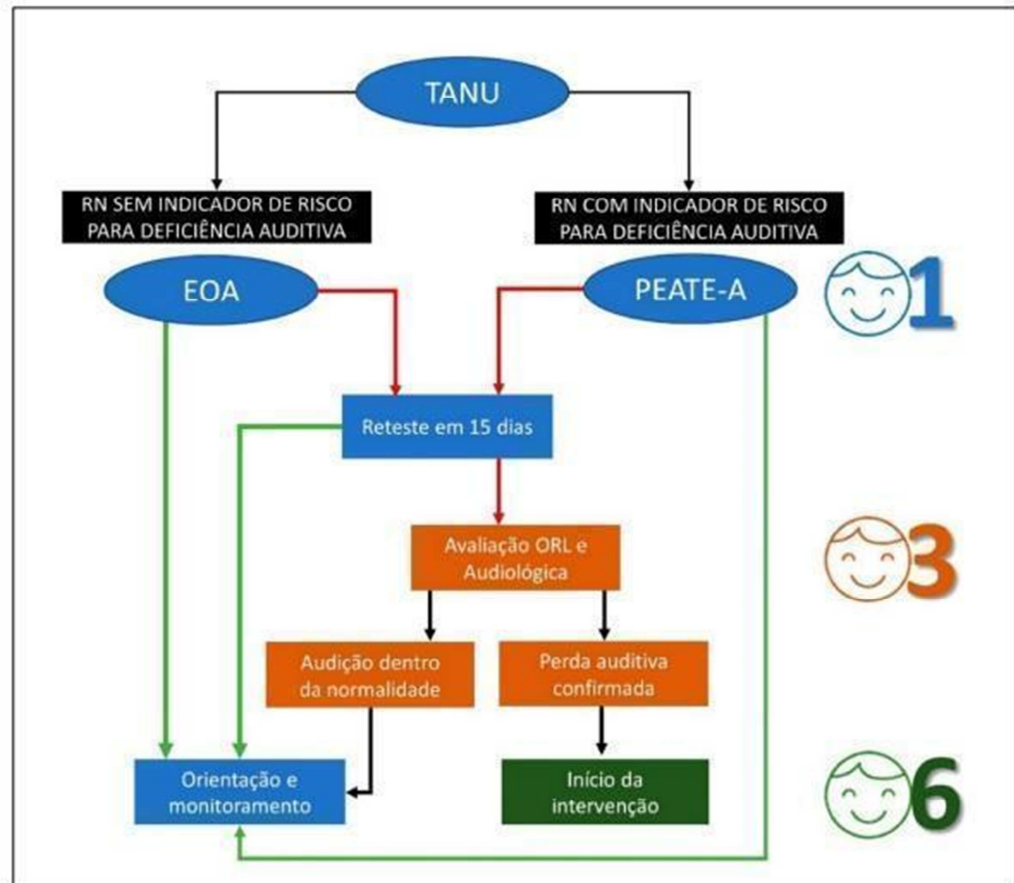 TANU
RN SEM INDICADOR DE RISCO
PARA DEFICIÊNCIA AUDITIVA
RN COM INDICADOR DE RISCO
PARA DEFICIÊNCIA AUDITIVA
EOA
PEATE-A
1
Reteste em 15 dias
Avaliação ORL e
Audiológica
3
Audição dentro
da normalidade
Perda auditiva
confirmada
Orientação e
monitoramento
Início da
intervenção
6